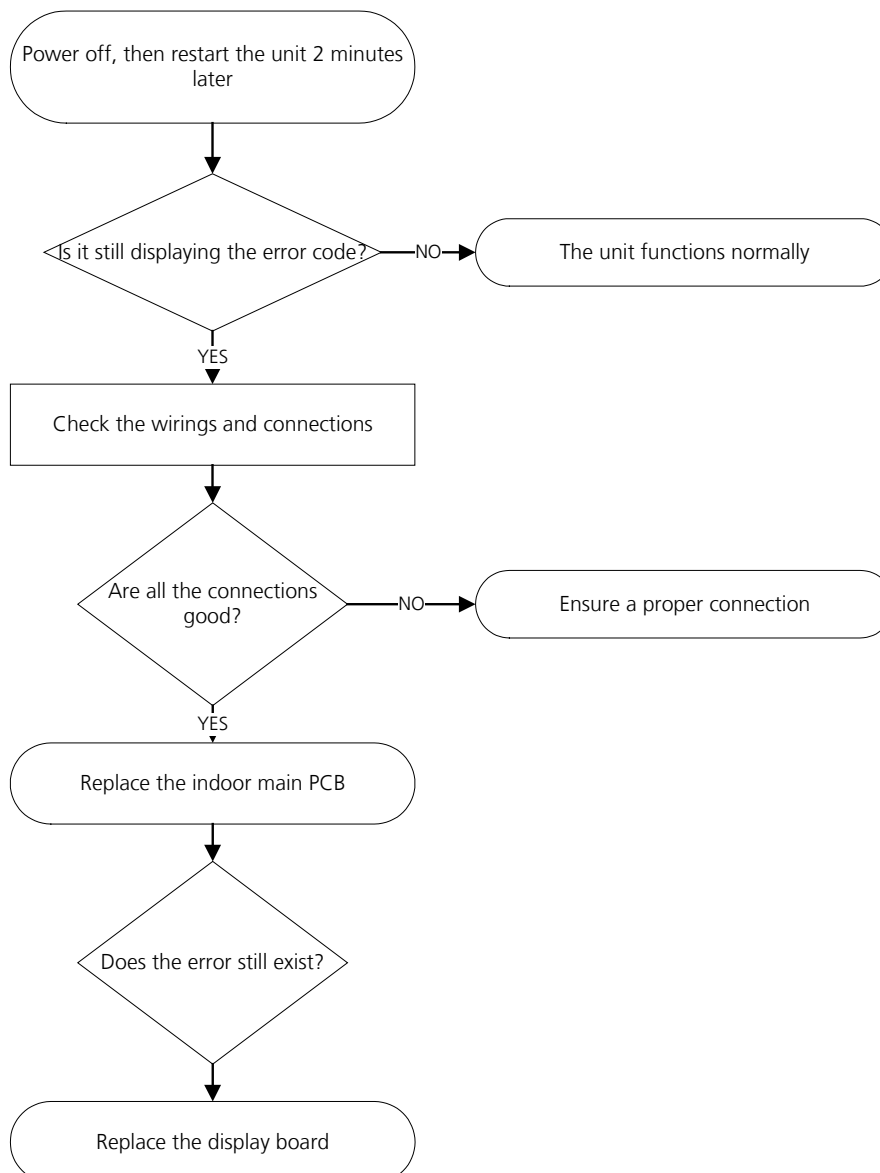 Power off, then restart the unit 2 minutes
later
Is it still displaying the error code?
NO
The unit functions normally
YES
Check the wirings and connections
Are all the connections
good?
NO
Ensure a proper connection
YES
Replace the indoor main PCB
Does the error still exist?
Replace the display board